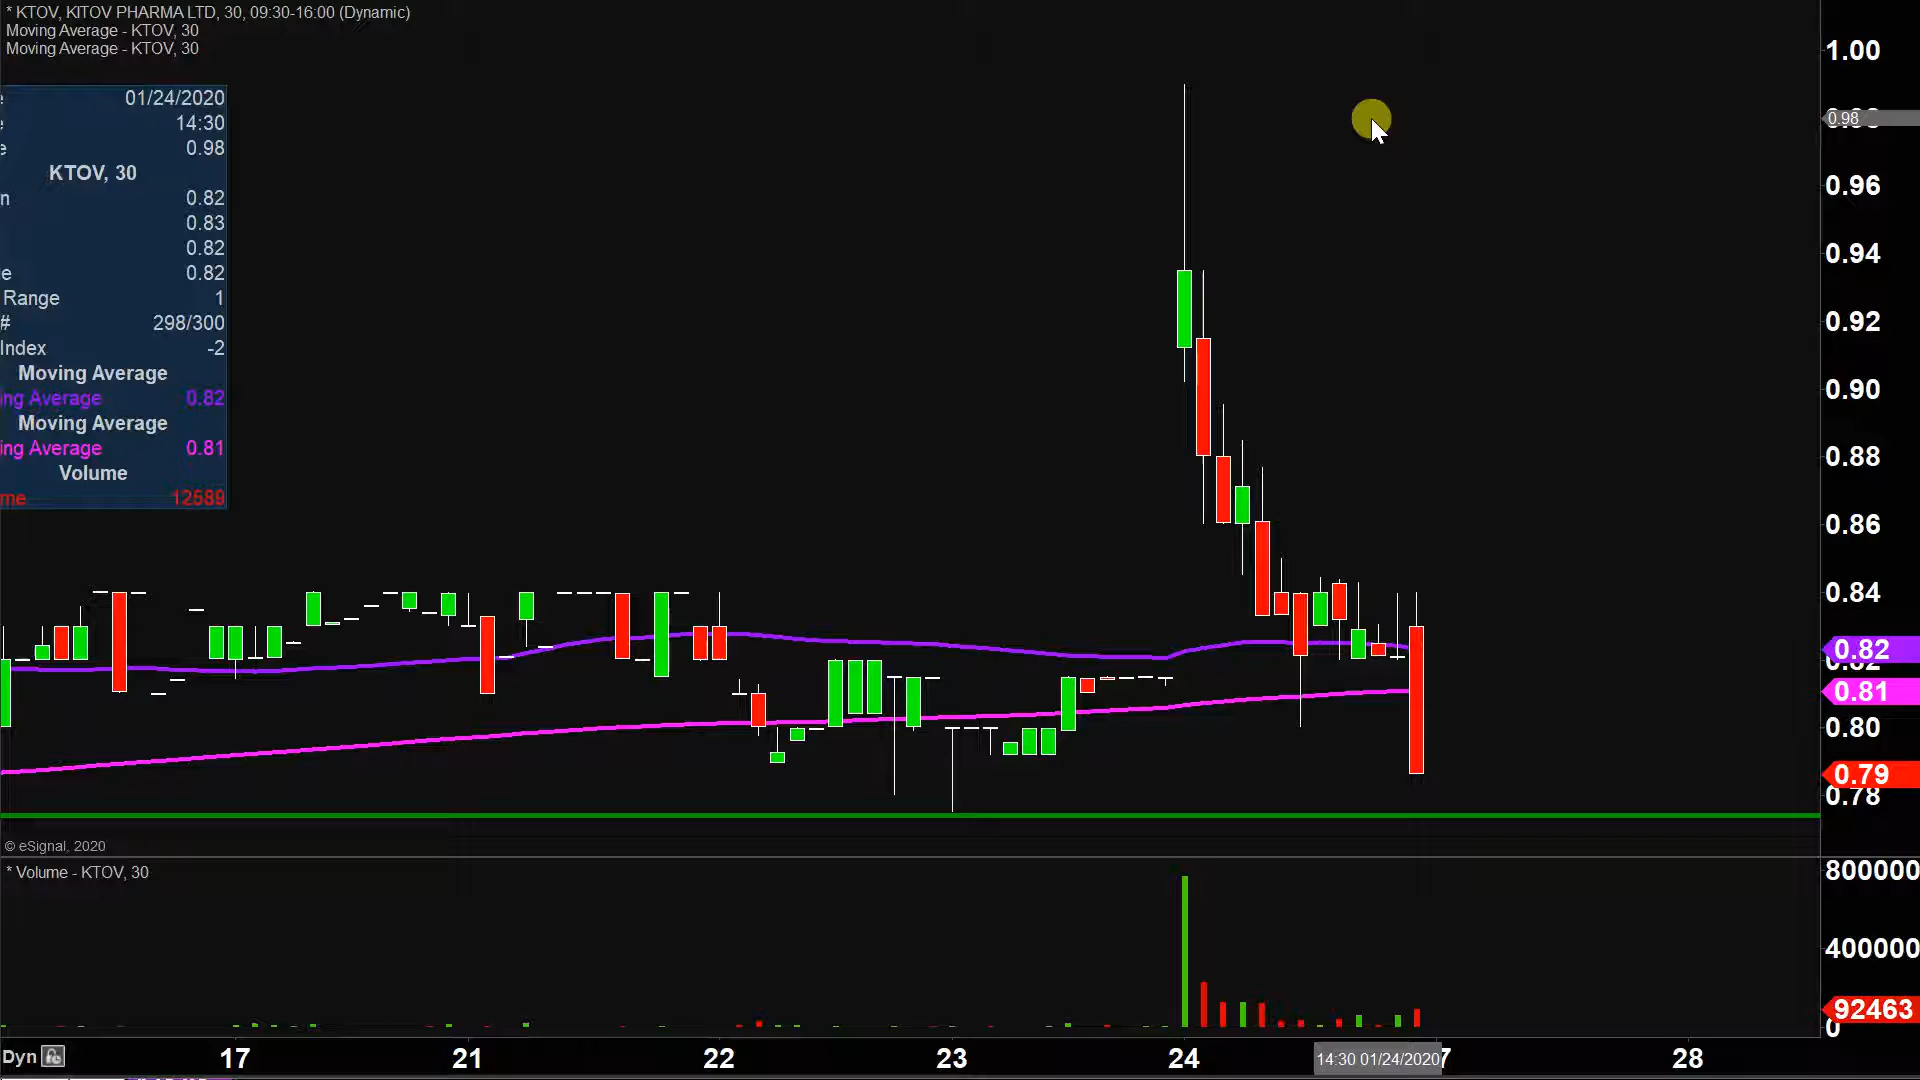 * KTOV, KITOV PHARMA LTD, 30, 09:30-16:00 (Dynamic)
Moving Average - KTOV, 30
Moving Average - KTOV, 30
e 01/24/2020
e 14:30
e 0.98
KTOV, 30
n 0.82
0.83
0.82
e 0.82
Range 1
# 298/300
Index -2
Moving Average
ing Average 0.82
Moving Average
ing Average 0.81
Volume
me 12589
1.00
0.98
0.96
0.94
0.92
0.90
0.88
0.86
0.84
0.82
0.81
0.80
0.79
0.78
© eSignal, 2020
* Volume - KTOV, 30
800000
400000
92463
0
Dyn 17 21 22 23 24 14:30 01/24/2020 7 28